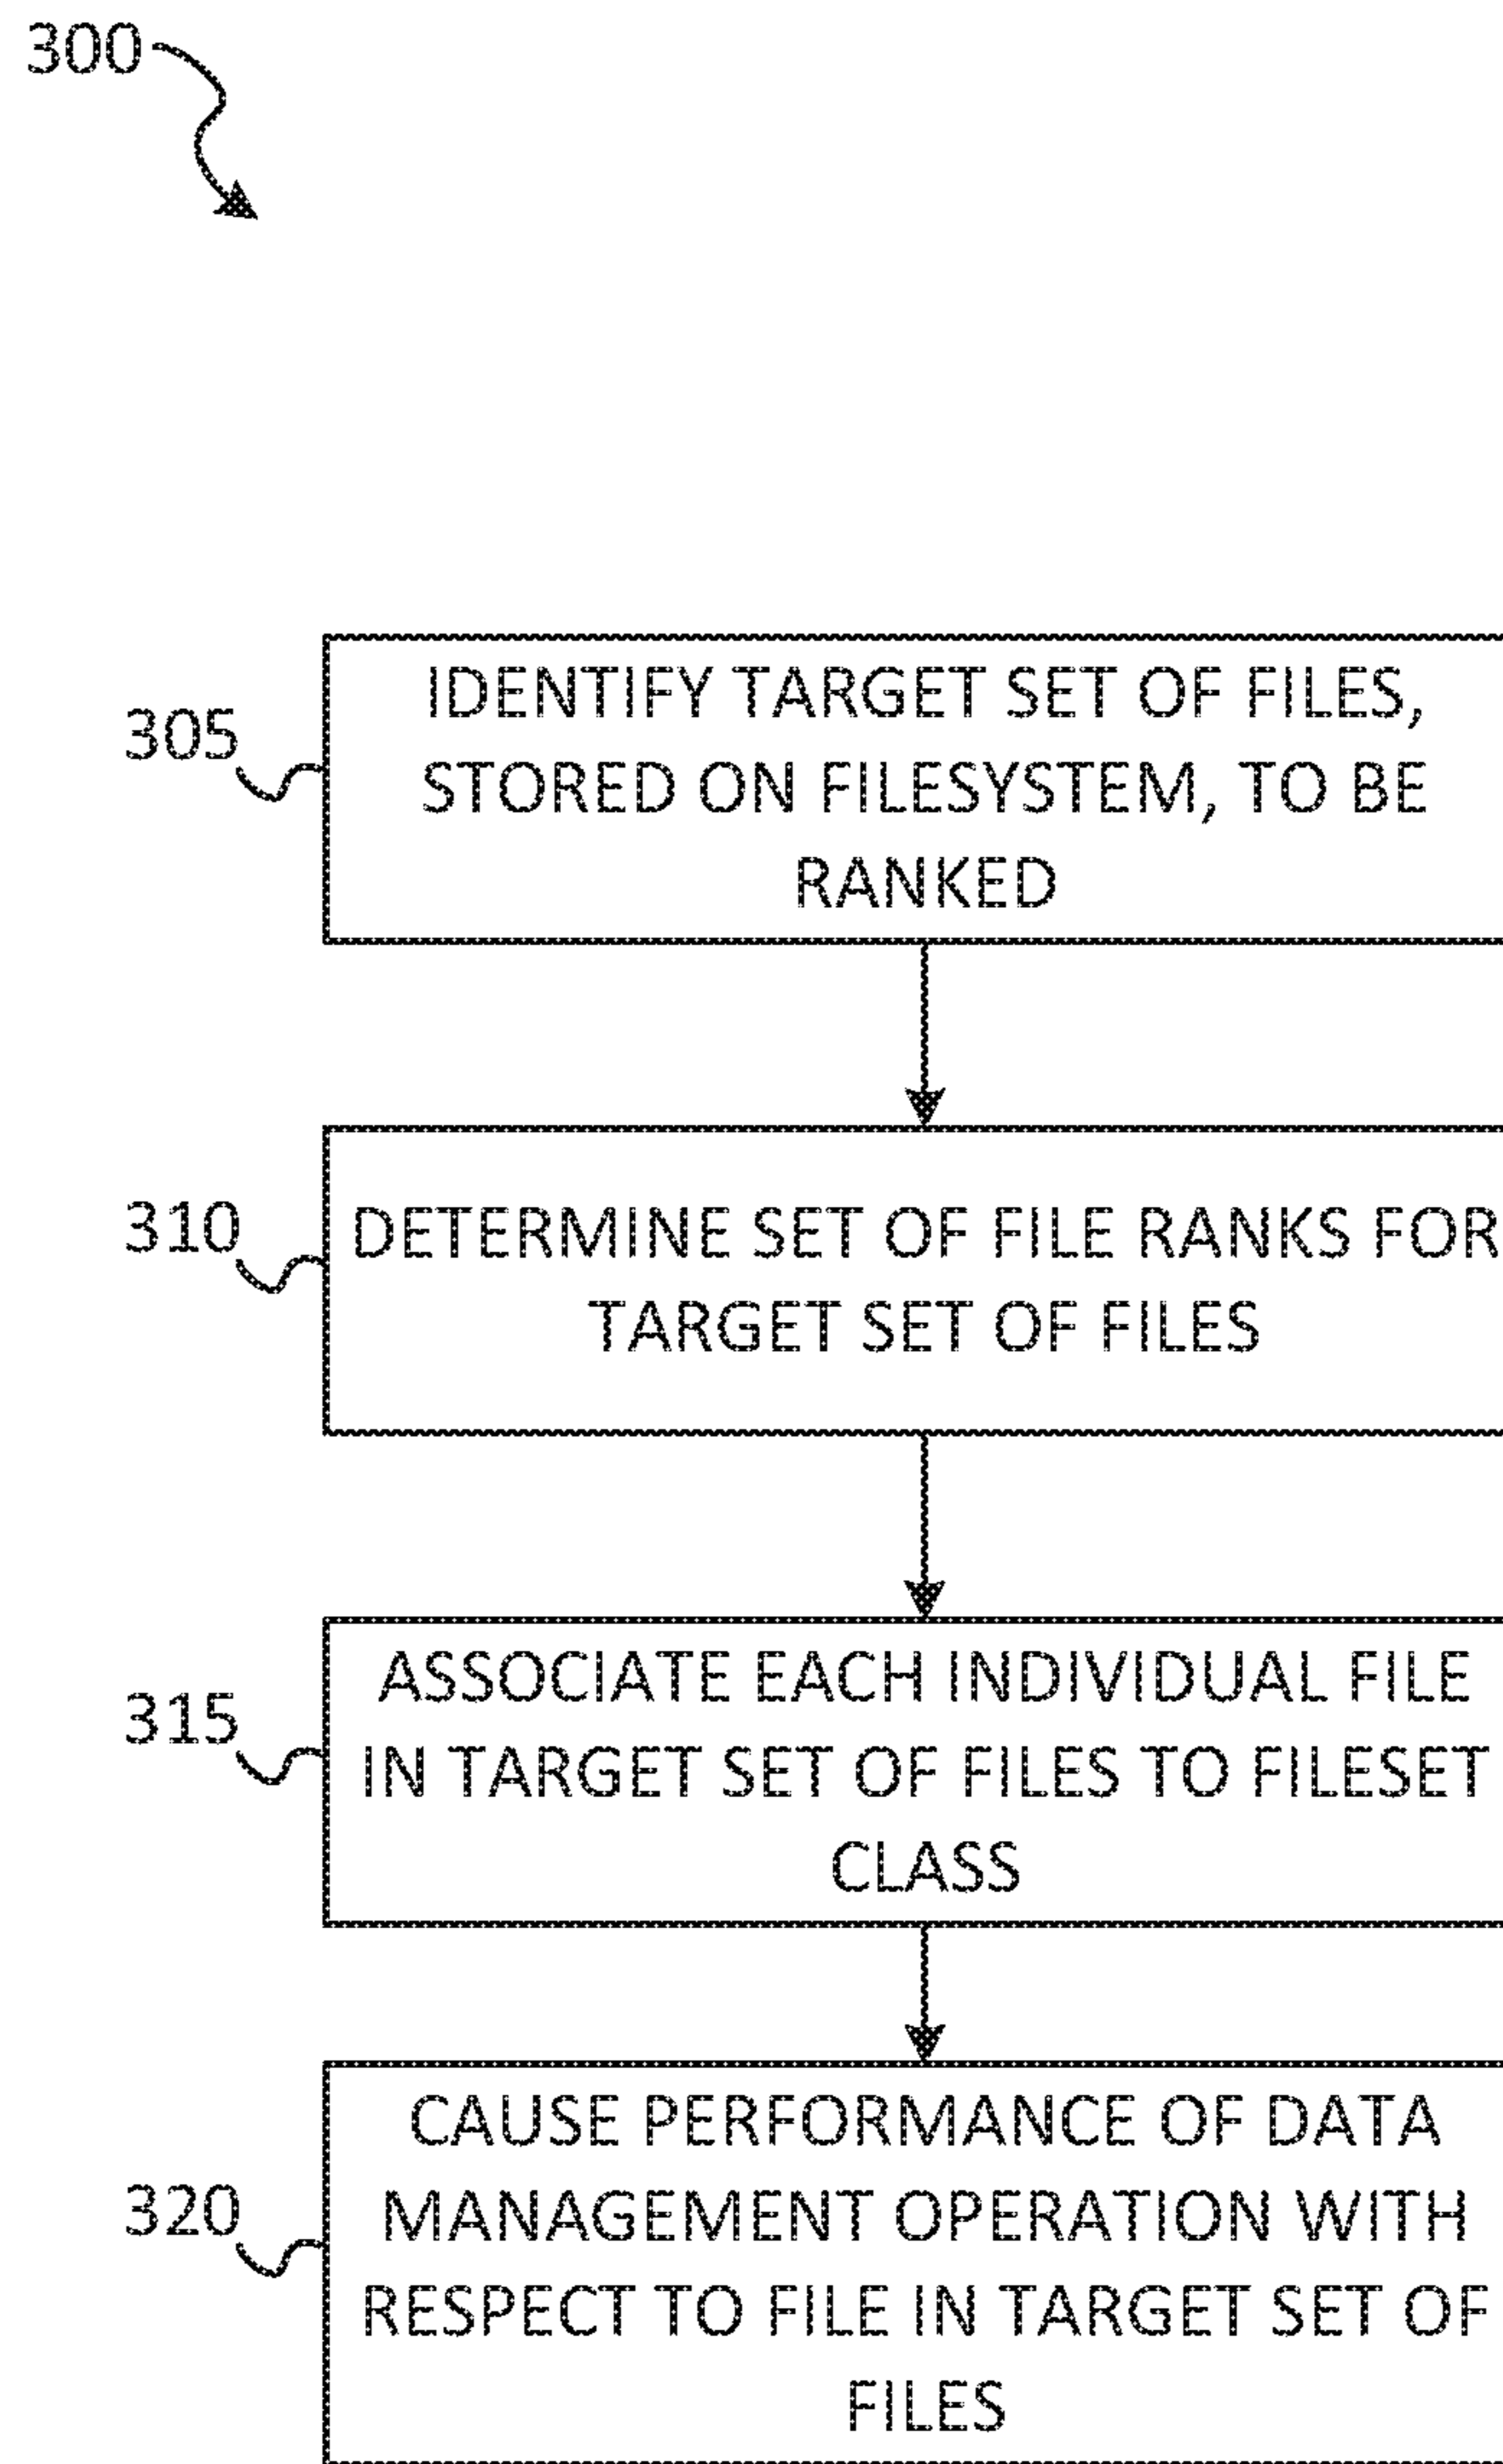 300
305
IDENTIFY TARGET SET OF FILES,
STORED ON FILESYSTEM, TO BE
RANKED
310
DETERMINE SET OF FILE RANKS FOR
TARGET SET OF FILES
315
ASSOCIATE EACH INDIVIDUAL FILE
IN TARGET SET OF FILES TO FILESET
CLASS
320
CAUSE PERFORMANCE OF DATA
MANAGEMENT OPERATION WITH
RESPECT TO FILE IN TARGET SET OF
FILES